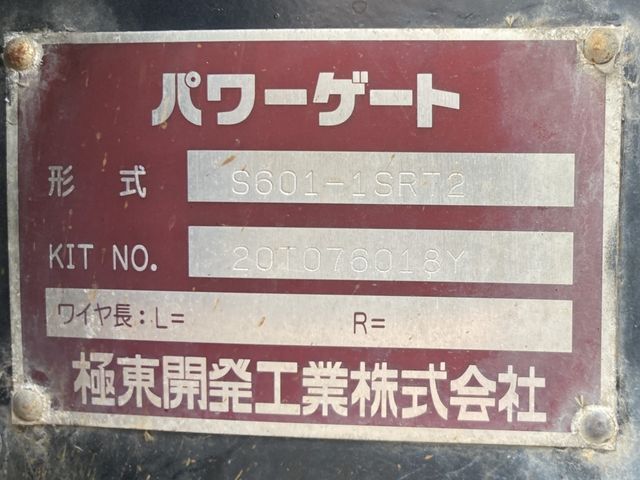 パワーゲート
形 式 S601-1SRT2
KIT NO. 20T076018Y
ワイヤ長：L= R=
極東開発工業株式会社